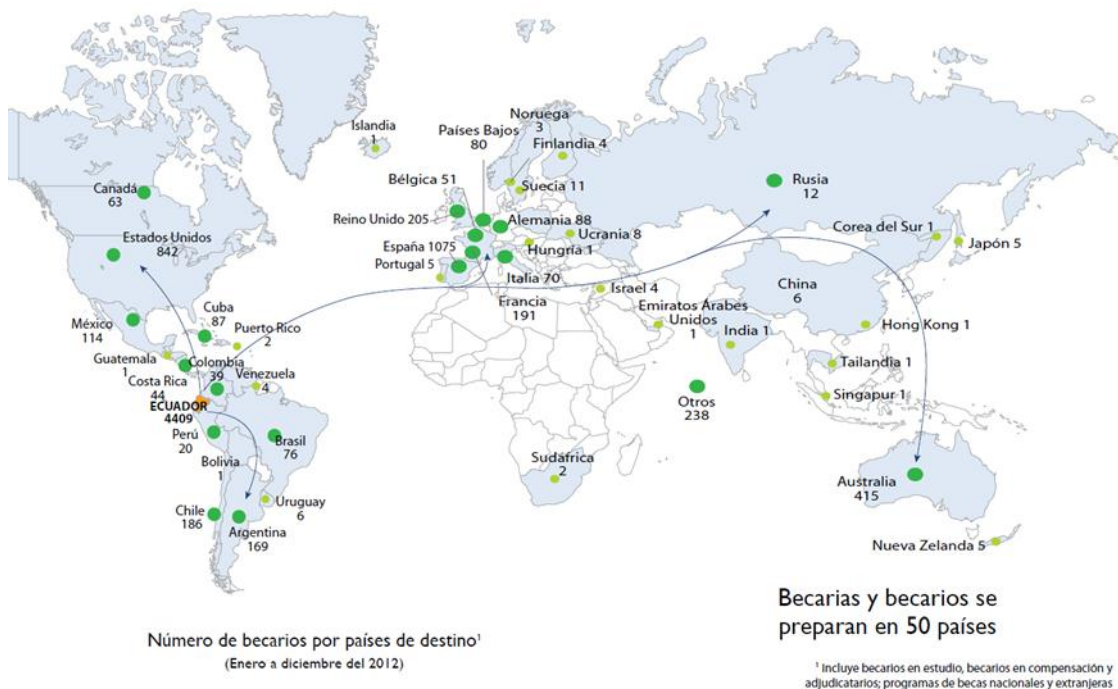 Islandia
1
Noruega
3
Países Bajos
80
Finlandia 4
Suecia 11
Bélgica 51
Reino Unido 205
Alemania 88
Ucrania 8
España 1075
Hungría 1
Portugal 5
Italia 70
Francia
191
Rusia
12
Canadá
63
Estados Unidos
842
Corea del Sur 1
Japón 5
China
6
Israel 4
Emiratos Árabes
Unidos
1
India 1
Hong Kong 1
Tailandia 1
Singapur 1
Cuba
87
México
114
Puerto Rico
2
Guatemala
1
Colombia
39
Venezuela
4
Costa Rica
44
ECUADOR
4409
Perú
20
Brasil
76
Bolivia
1
Otros
238
Sudáfrica
2
Australia
415
Uruguay
6
Chile
186
Argentina
169
Nueva Zelanda 5
Becarias y becarios se
preparan en 50 países
Número de becarios por países de destino¹
(Enero a diciembre del 2012)
¹ Incluye becarios en estudio, becarios en compensación y
adjudicatarios; programas de becas nacionales y extranjeras